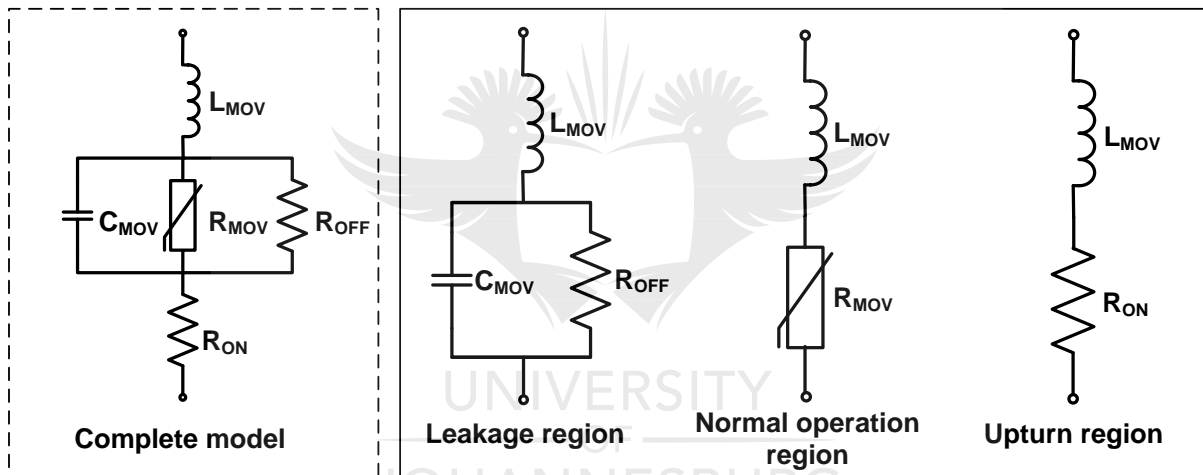 L_MOV
C_MOV
R_MOV
R_OFF
R_ON
Complete model
L_MOV
C_MOV
R_OFF
Leakage region
L_MOV
R_MOV
Normal operation
region
L_MOV
R_ON
Upturn region
UNIVERSITY
OF
JOHANNESBURG